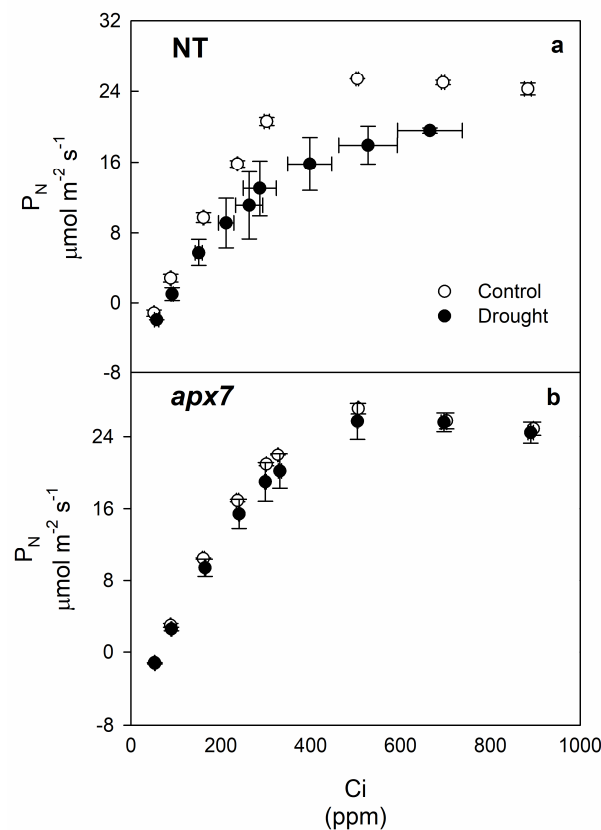 32
NT
a
24
16
8
0
-8
P_N
μmol m⁻² s⁻¹
Control
Drought
apx7
b
24
16
8
0
-8
P_N
μmol m⁻² s⁻¹
0 200 400 600 800 1000
Ci
(ppm)